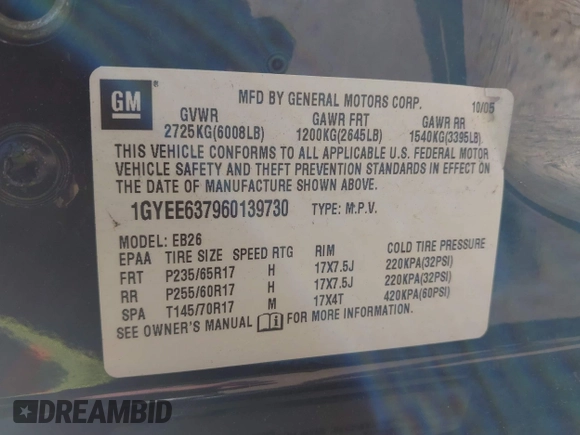 GM
®
MFD BY GENERAL MOTORS CORP.
10/05
GVWR GAWR FRT GAWR RR
2725KG(6008LB) 1200KG(2645LB) 1540KG(3395LB)
THIS VEHICLE CONFORMS TO ALL APPLICABLE U.S. FEDERAL MOTOR
VEHICLE SAFETY AND THEFT PREVENTION STANDARDS IN EFFECT ON
THE DATE OF MANUFACTURE SHOWN ABOVE.
1GYEE637960139730 TYPE: M.P.V.
MODEL: EB26
EPAA TIRE SIZE SPEED RTG RIM COLD TIRE PRESSURE
FRT P235/65R17 H 17X7.5J 220KPA(32PSI)
RR P255/60R17 H 17X7.5J 220KPA(32PSI)
SPA T145/70R17 M 17X4T 420KPA(60PSI)
SEE OWNER'S MANUAL FOR MORE INFORMATION.
DREAMBID